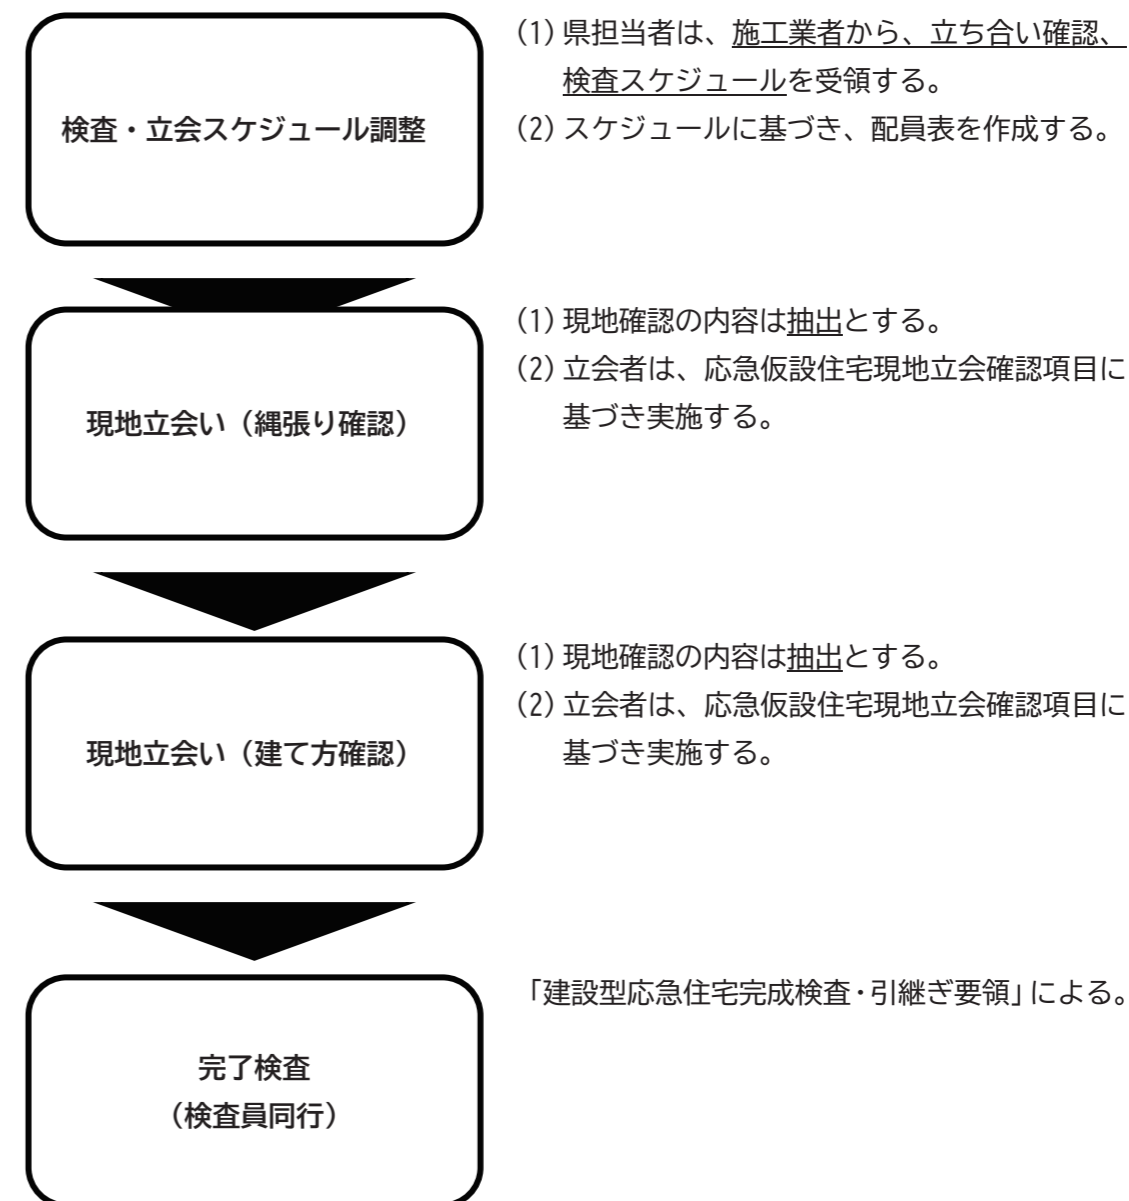 検査・立会スケジュール調整
(1) 県担当者は、施工業者から、立ち合い確認、
検査スケジュールを受領する。
(2) スケジュールに基づき、配員表を作成する。
現地立会い（縄張り確認）
(1) 現地確認の内容は抽出とする。
(2) 立会者は、応急仮設住宅現地立会確認項目に
基づき実施する。
現地立会い（建て方確認）
(1) 現地確認の内容は抽出とする。
(2) 立会者は、応急仮設住宅現地立会確認項目に
基づき実施する。
完了検査
（検査員同行）
「建設型応急住宅完成検査・引継ぎ要領」による。